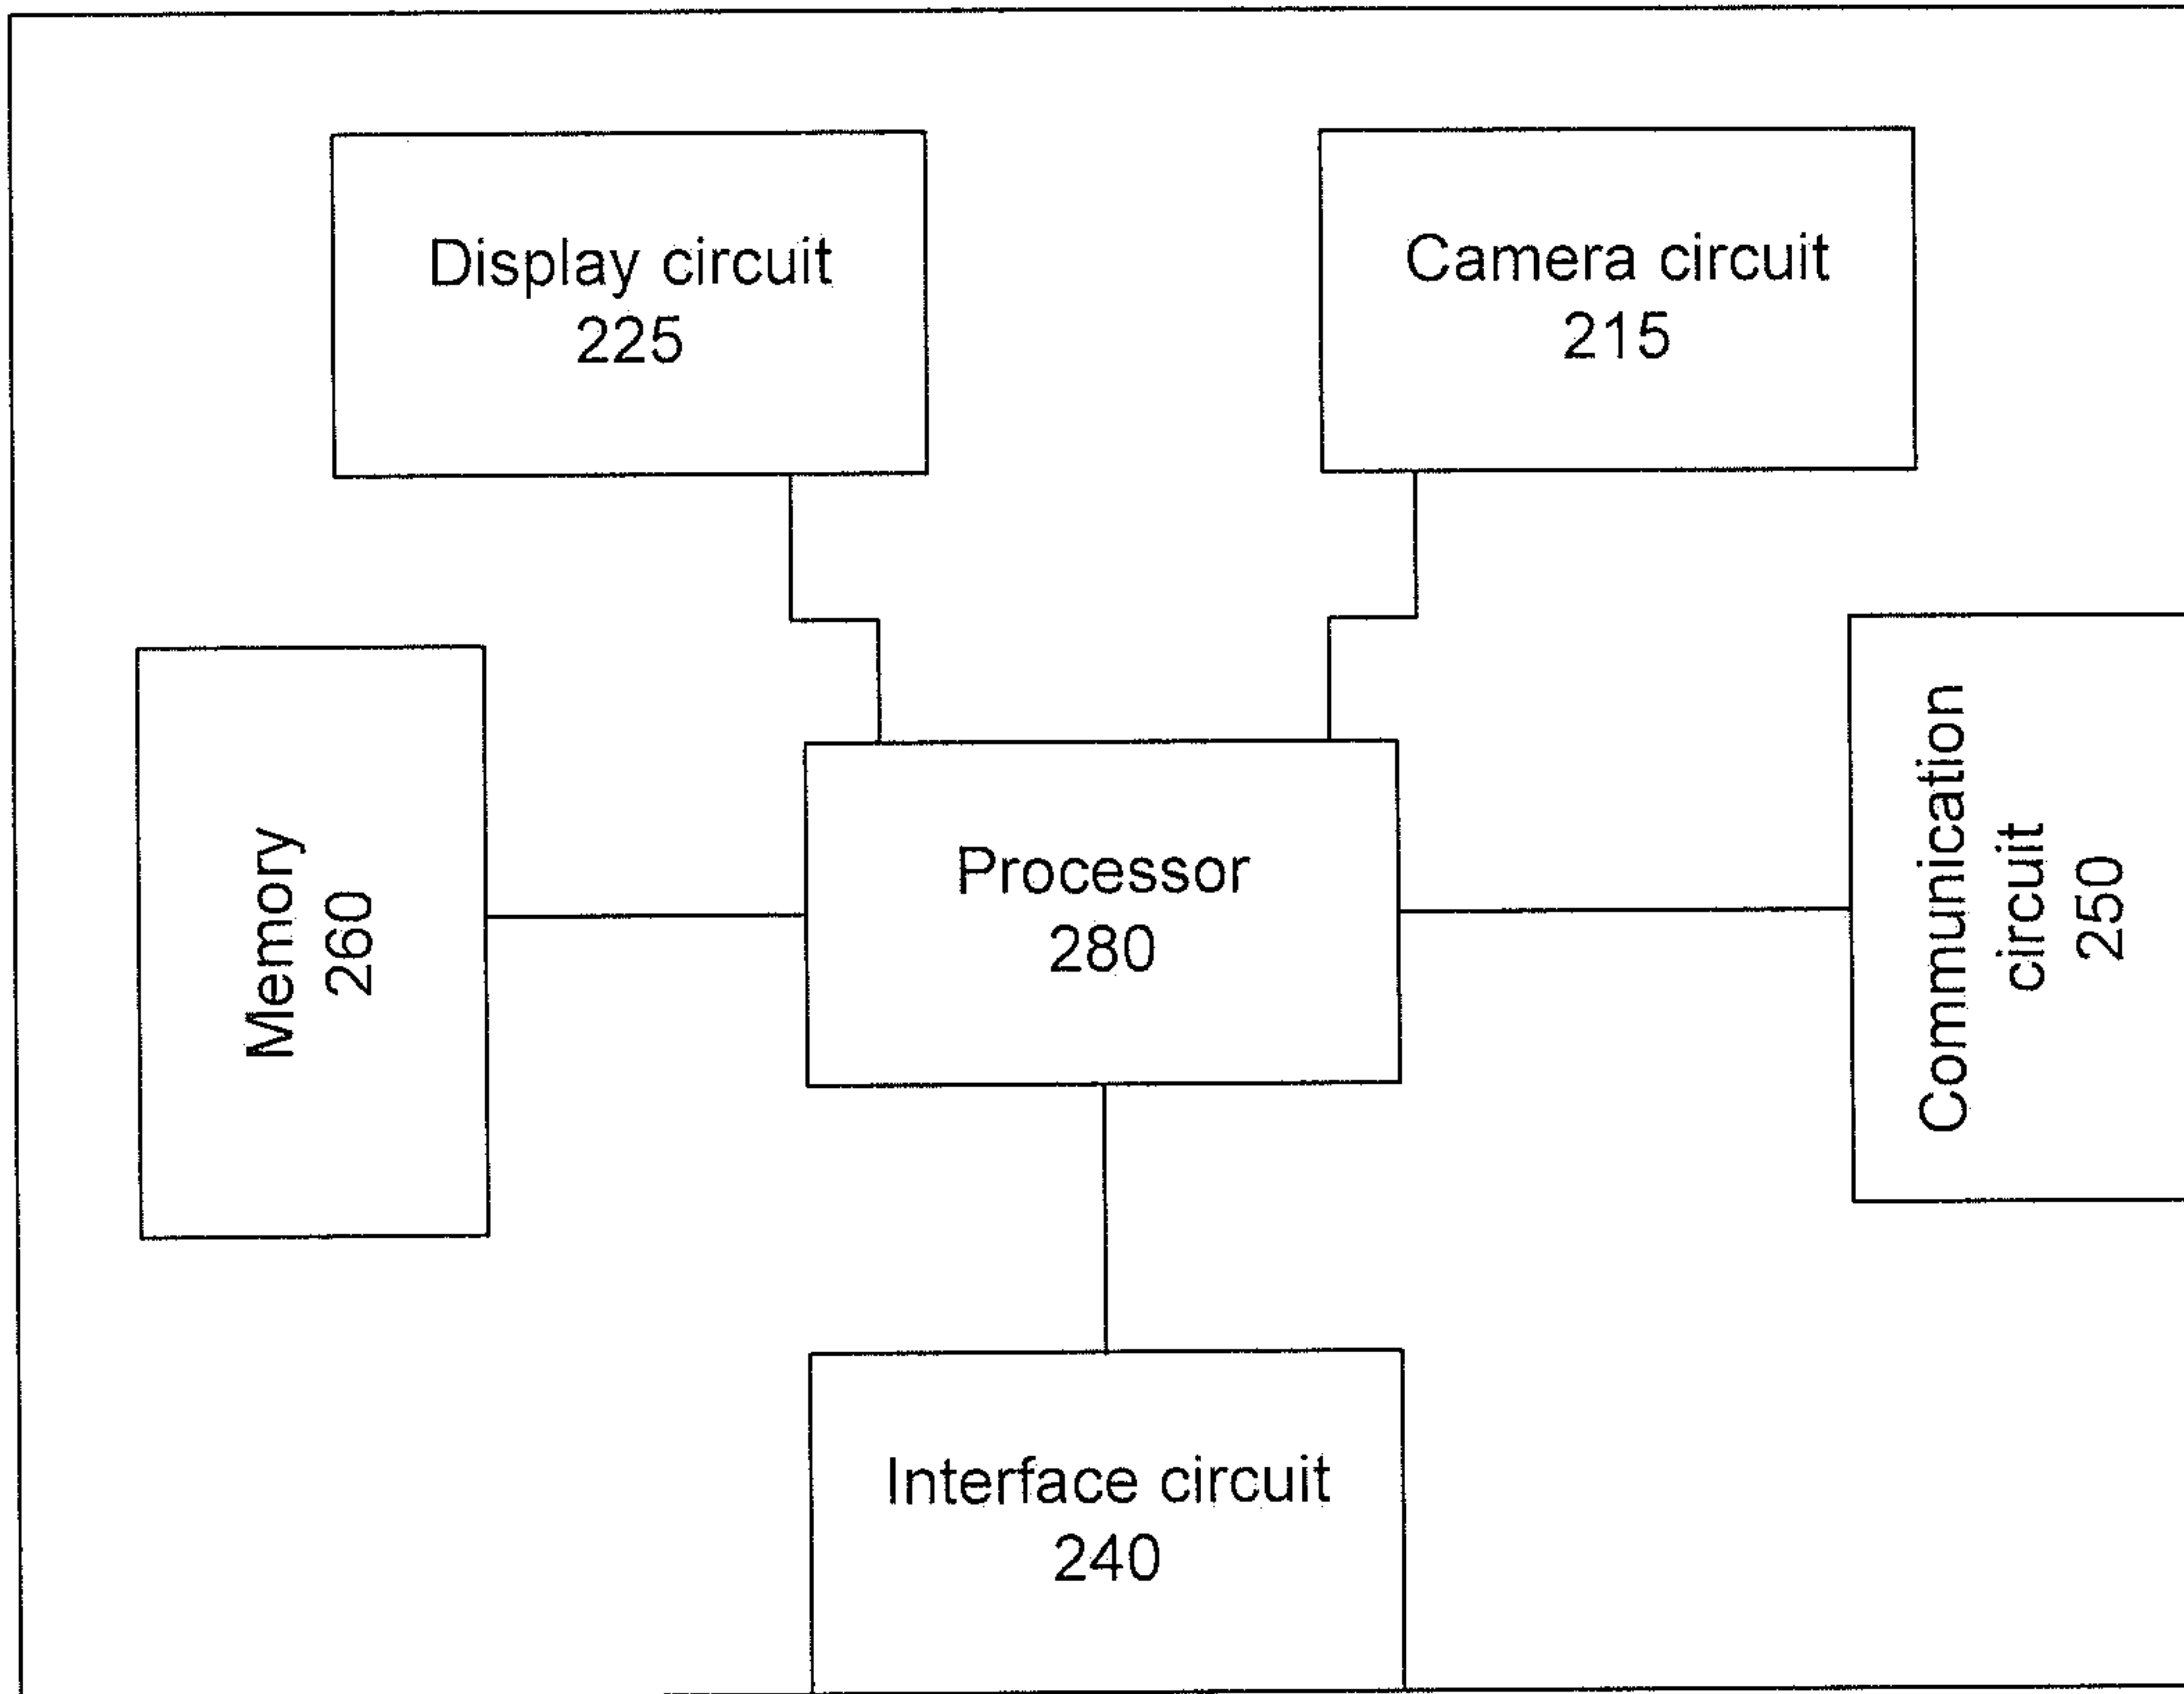 Display circuit
225
Camera circuit
215
Memory
260
Processor
280
Communication
circuit
250
Interface circuit
240